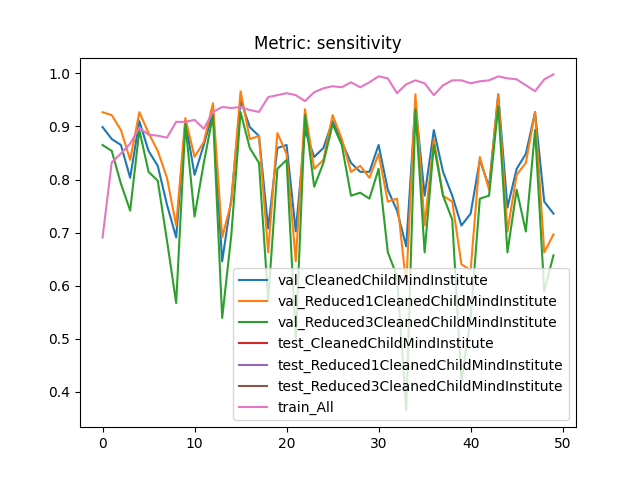 Metric: sensitivity
1.0
0.9
0.8
0.7
0.6
0.5
0.4
0
10
20
30
40
50
val_CleanedChildMindInstitute
val_Reduced1CleanedChildMindInstitute
val_Reduced3CleanedChildMindInstitute
test_CleanedChildMindInstitute
test_Reduced1CleanedChildMindInstitute
test_Reduced3CleanedChildMindInstitute
train_All